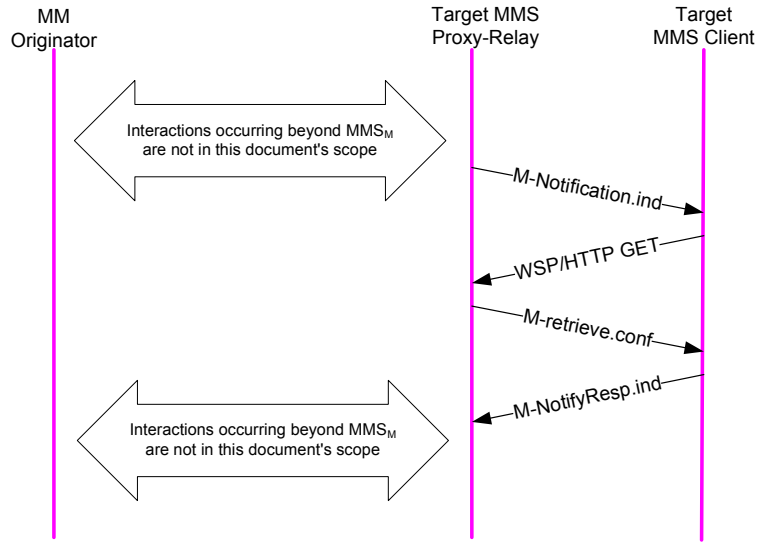 MM
Originator
Target MMS
Proxy-Relay
Target
MMS Client
Interactions occurring beyond MMSM
are not in this document's scope
M-Notification.ind
WSP/HTTP GET
M-retrieve.conf
M-NotifyResp.ind
Interactions occurring beyond MMSM
are not in this document's scope